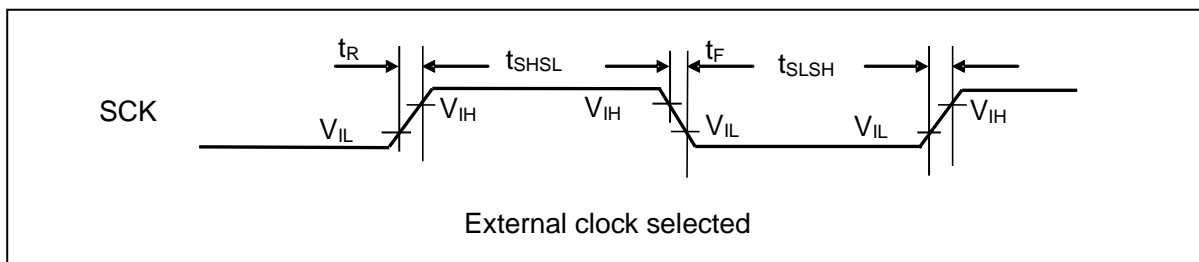 tR tSHSL tF tSLSH
SCK
VIL VIH VIH VIL VIL VIH
External clock selected